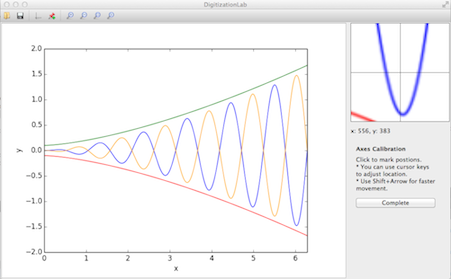 DigitizationLab
2.0
1.5
1.0
0.5
0.0
−0.5
−1.0
−1.5
−2.0
y
0 1 2 3 4 5 6
x
x: 556, y: 383
Axes Calibration
Click to mark postions.
* You can use cursor keys
to adjust location.
* Use Shift+Arrow for faster
movement.
Complete